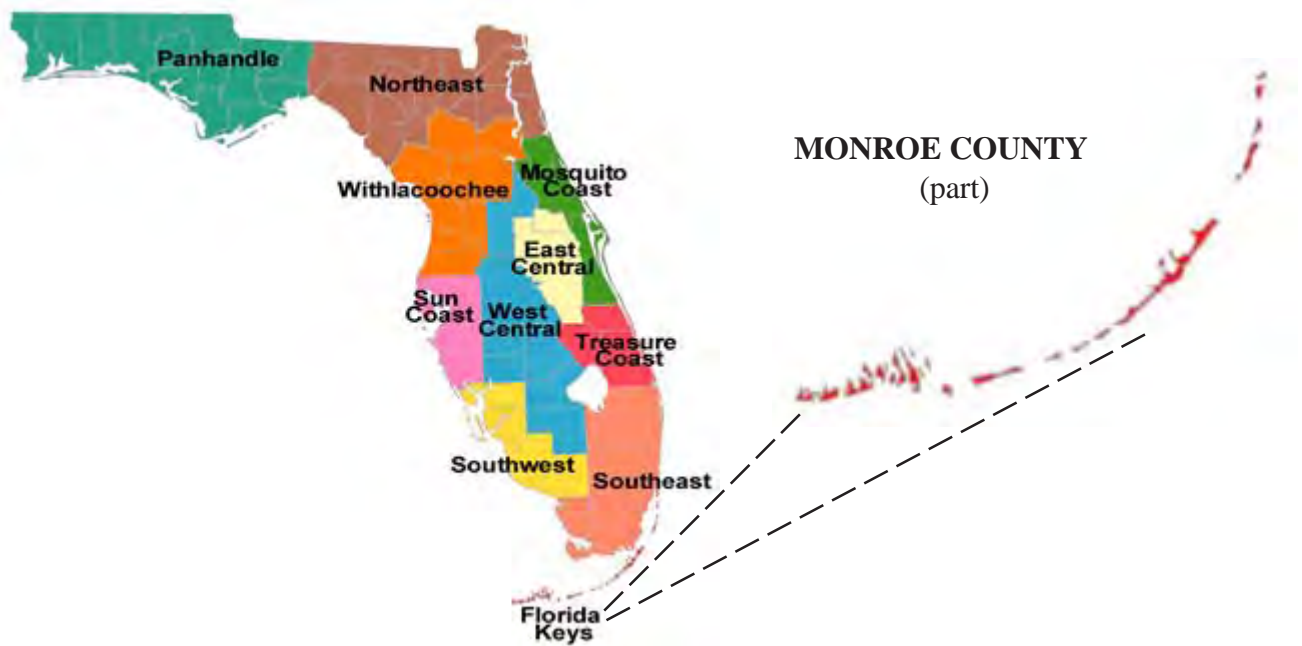 Panhandle
Northeast
MONROE COUNTY
(part)
Withlacoochee
Mosquito
Coast
East
Central
Sun
Coast
West
Central
Treasure
Coast
Southwest
Southeast
Florida
Keys